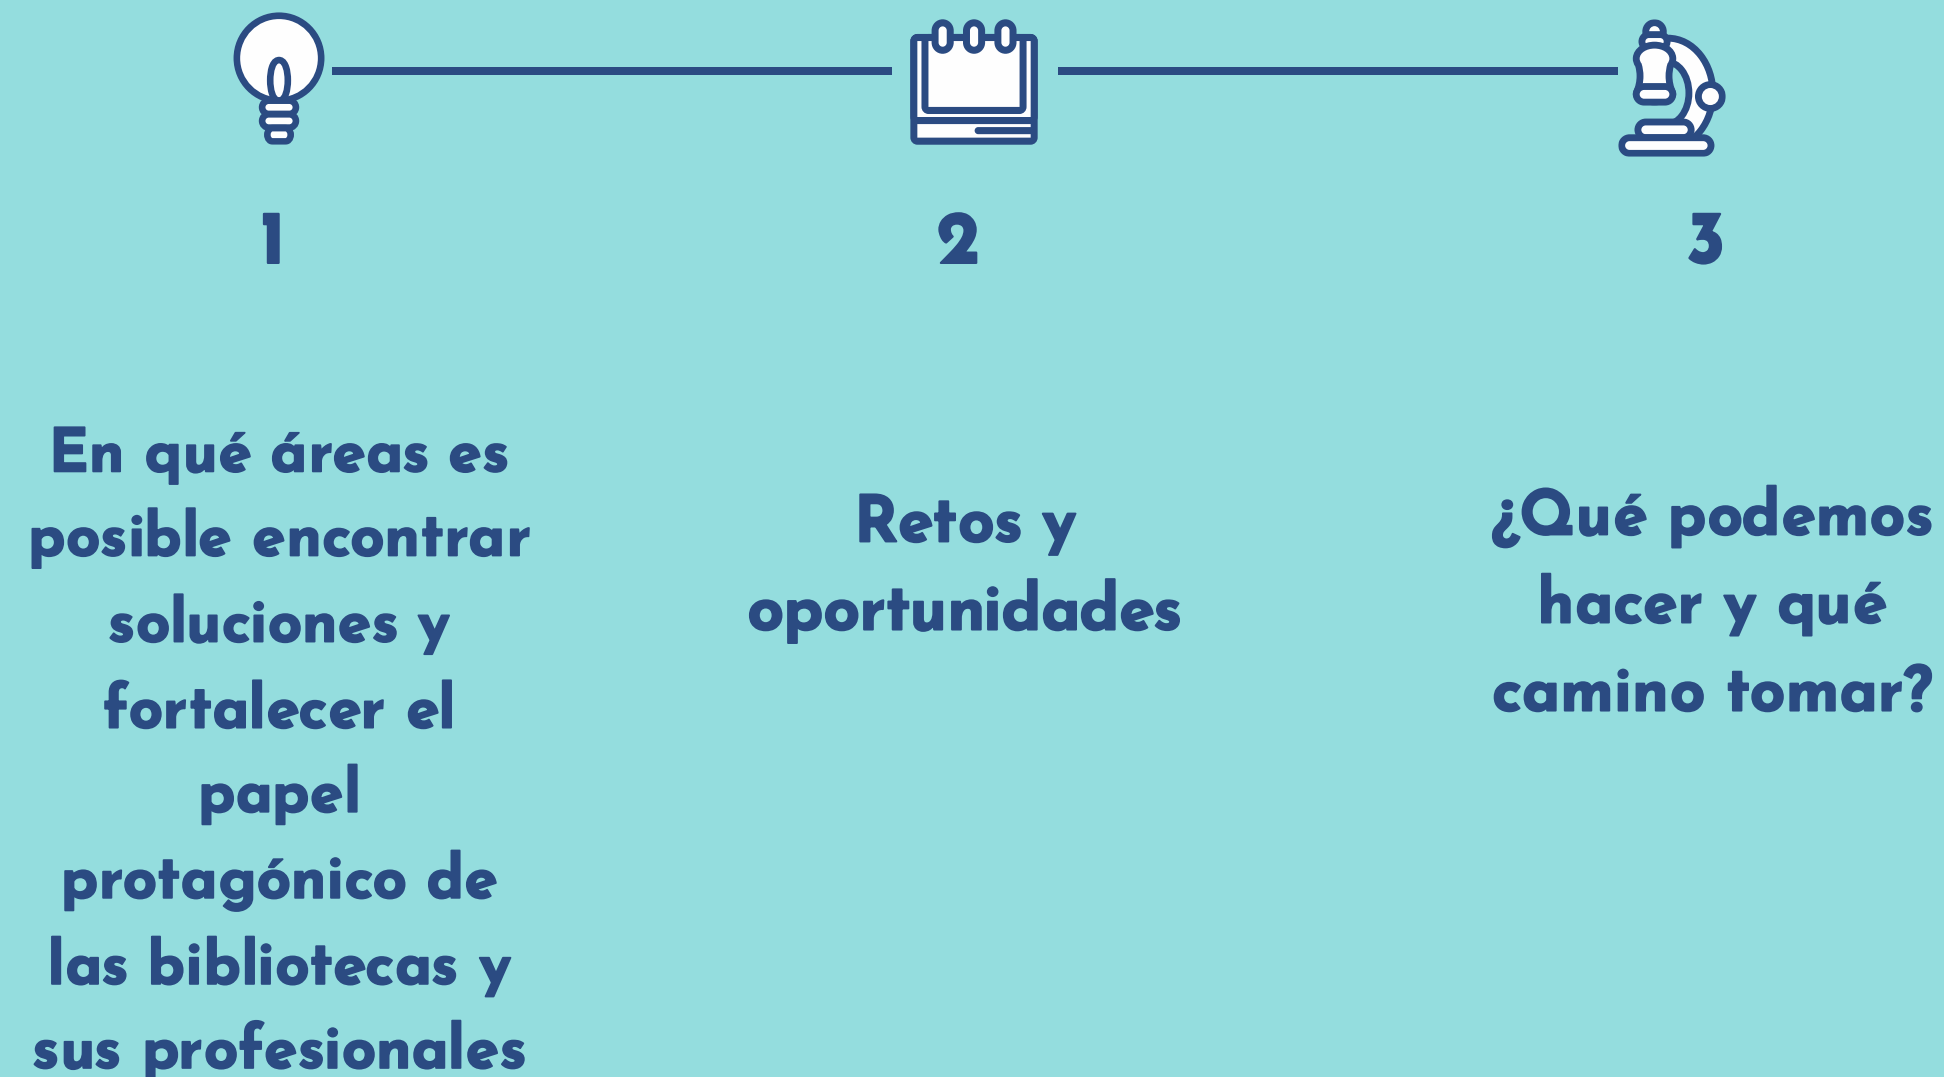 1
En qué áreas es
posible encontrar
soluciones y
fortalecer el
papel
protagónico de
las bibliotecas y
sus profesionales
2
Retos y
oportunidades
3
¿Qué podemos
hacer y qué
camino tomar?